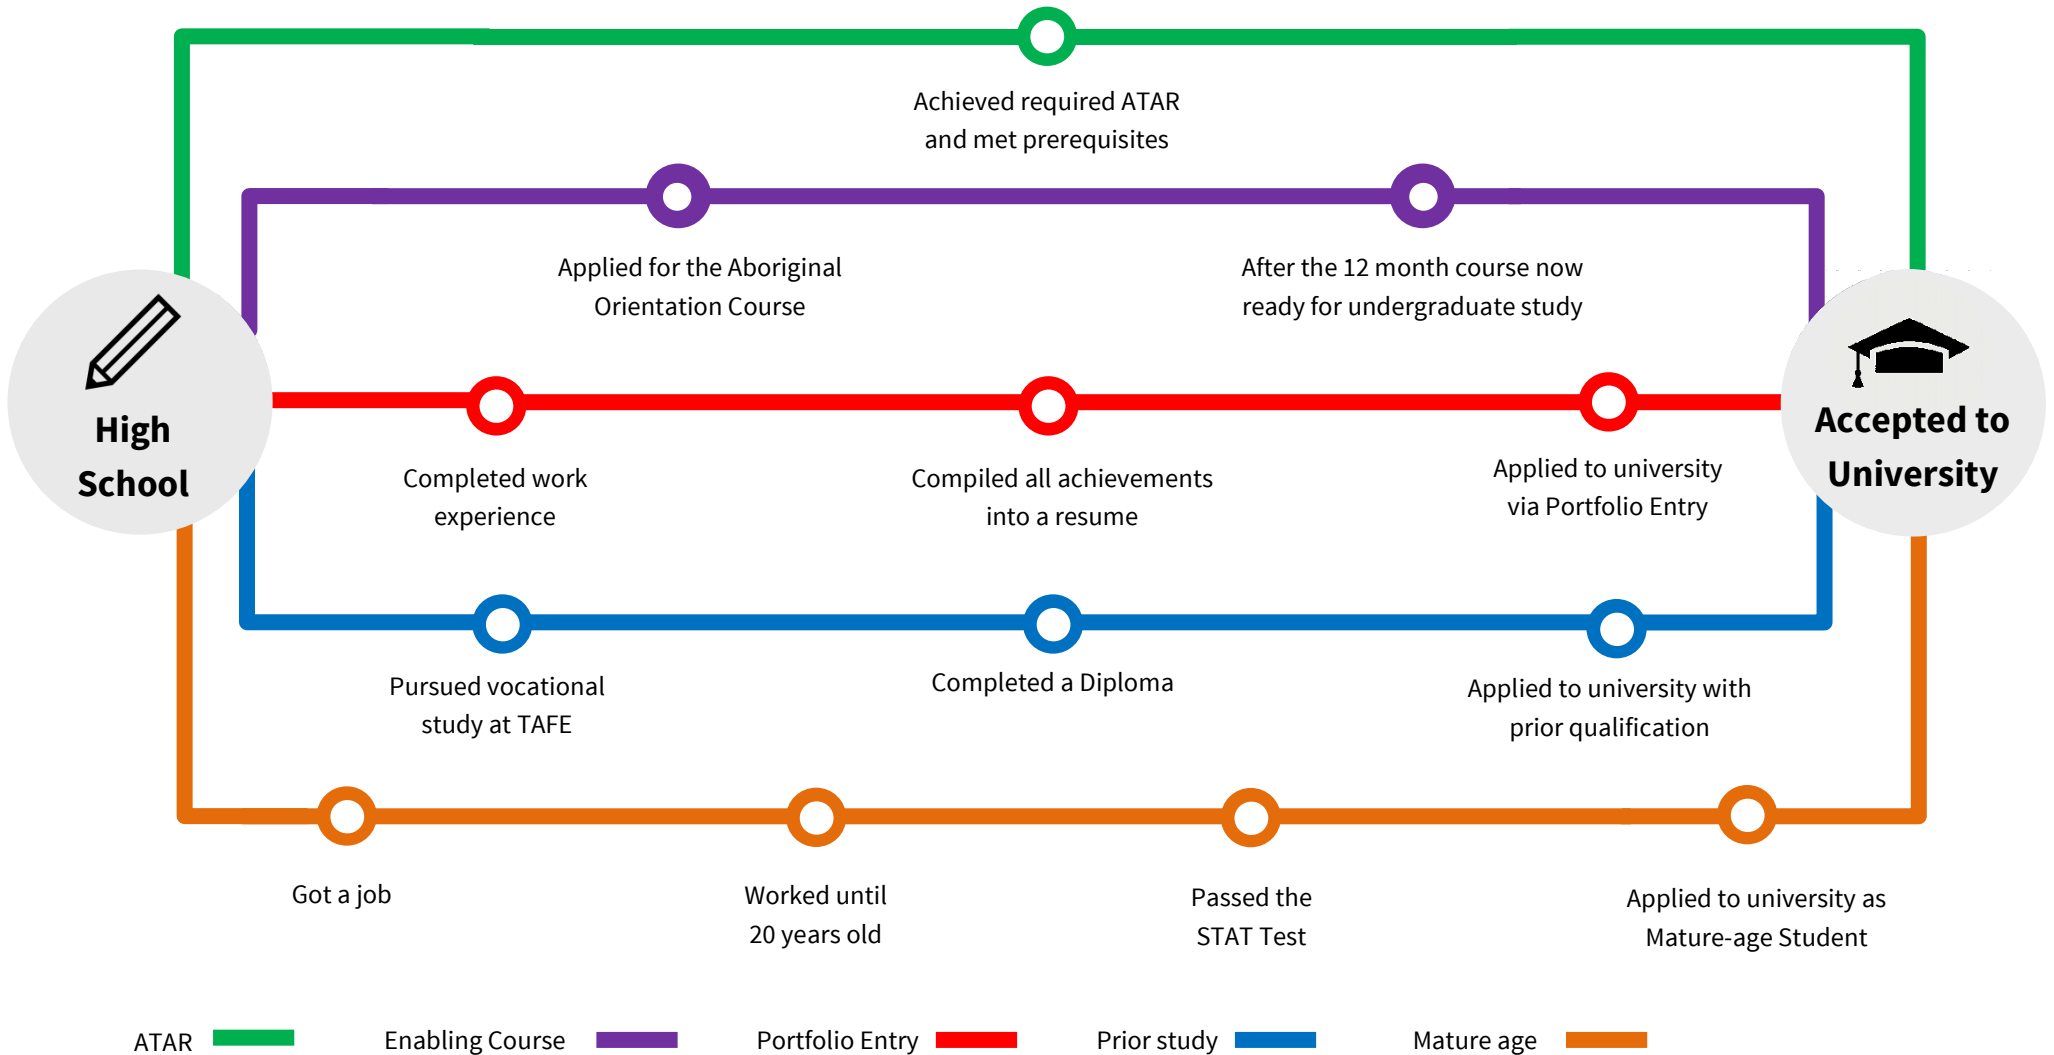 Achieved required ATAR
and met prerequisites
Applied for the Aboriginal
Orientation Course
After the 12 month course now
ready for undergraduate study
High
School
Accepted to
University
Completed work
experience
Compiled all achievements
into a resume
Applied to university
via Portfolio Entry
Pursued vocational
study at TAFE
Completed a Diploma
Applied to university with
prior qualification
Got a job
Worked until
20 years old
Passed the
STAT Test
Applied to university as
Mature-age Student
ATAR
Enabling Course
Portfolio Entry
Prior study
Mature age